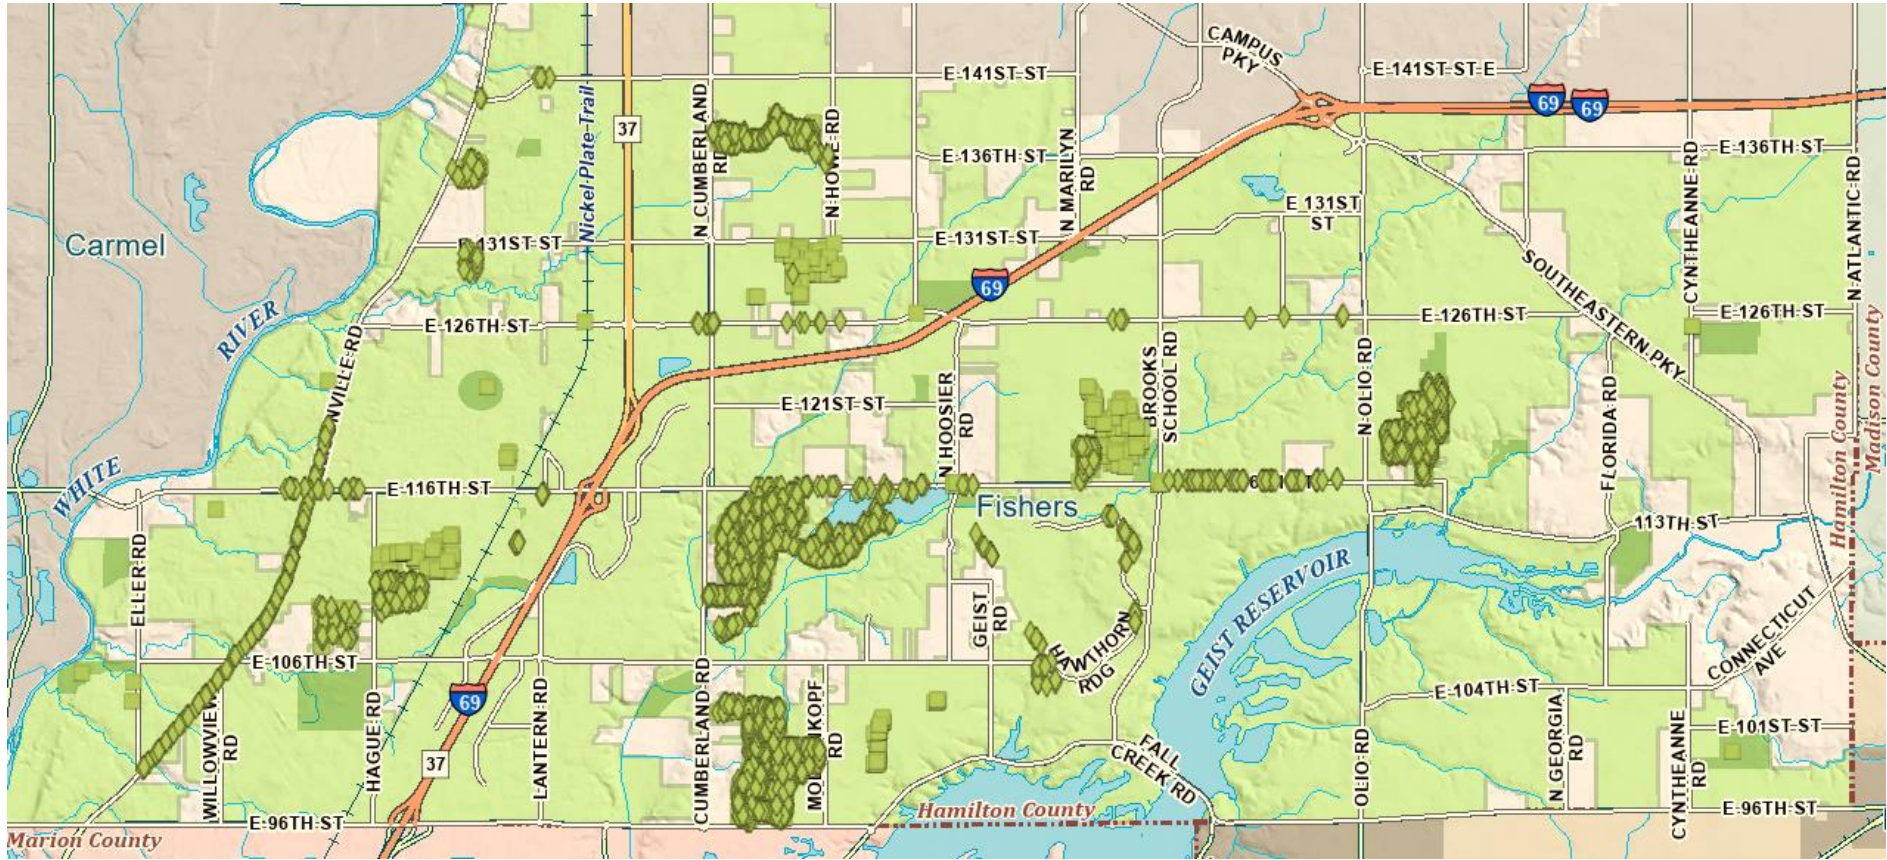 CAMPUS
PKY
E 141ST ST
E 141ST ST E
69
69
37
Nickel Plate Trail
N CUMBERLAND
RD
N HOWE RD
N MARILYN
RD
E 136TH ST
E 136TH ST
CYNTHEANNE RD
N ATLANTIC RD
E 131ST
ST
Carmel
131ST ST
E 131ST ST
69
SOUTHEASTERN PKY
RIVER
E 126TH ST
E 126TH ST
E 126TH ST
Madison County
Hamilton County
NVILLE RD
BROOKS
SCHOOL RD
N OLIO RD
FLORIDA RD
N HOOSIER
RD
E 121ST ST
WHITE
E 116TH ST
Fishers
113TH ST
ELLER RD
GEIST RESERVOIR
GEIST
RD
HAWTHORN
RDG
CONNECTICUT
AVE
E 106TH ST
E 104TH ST
69
WILLOWVIEW
RD
HAGUE RD
LANTERN RD
CUMBERLAND RD
RD
37
FALL
CREEK RD
OLIO RD
N GEORGIA
RD
CYNTHEANNE
RD
E 101ST ST
Hamilton County
E 96TH ST
E 96TH ST
Marion County